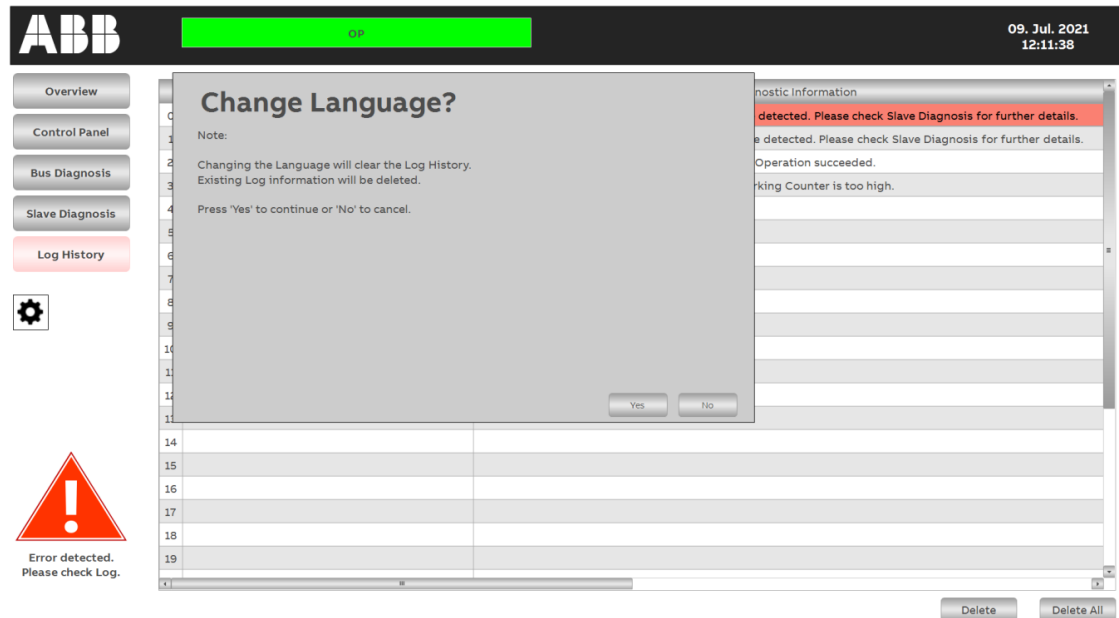 ABB
OP
09. Jul. 2021
12:11:38
Overview
Control Panel
Bus Diagnosis
Slave Diagnosis
Log History
Error detected.
Please check Log.
Change Language?
Note:
Changing the Language will clear the Log History.
Existing Log information will be deleted.
Press 'Yes' to continue or 'No' to cancel.
Yes
No
Information
detected. Please check Slave Diagnosis for further details.
detected. Please check Slave Diagnosis for further details.
Operation succeeded.
Counter is too high.
14
15
16
17
18
19
Delete
Delete All